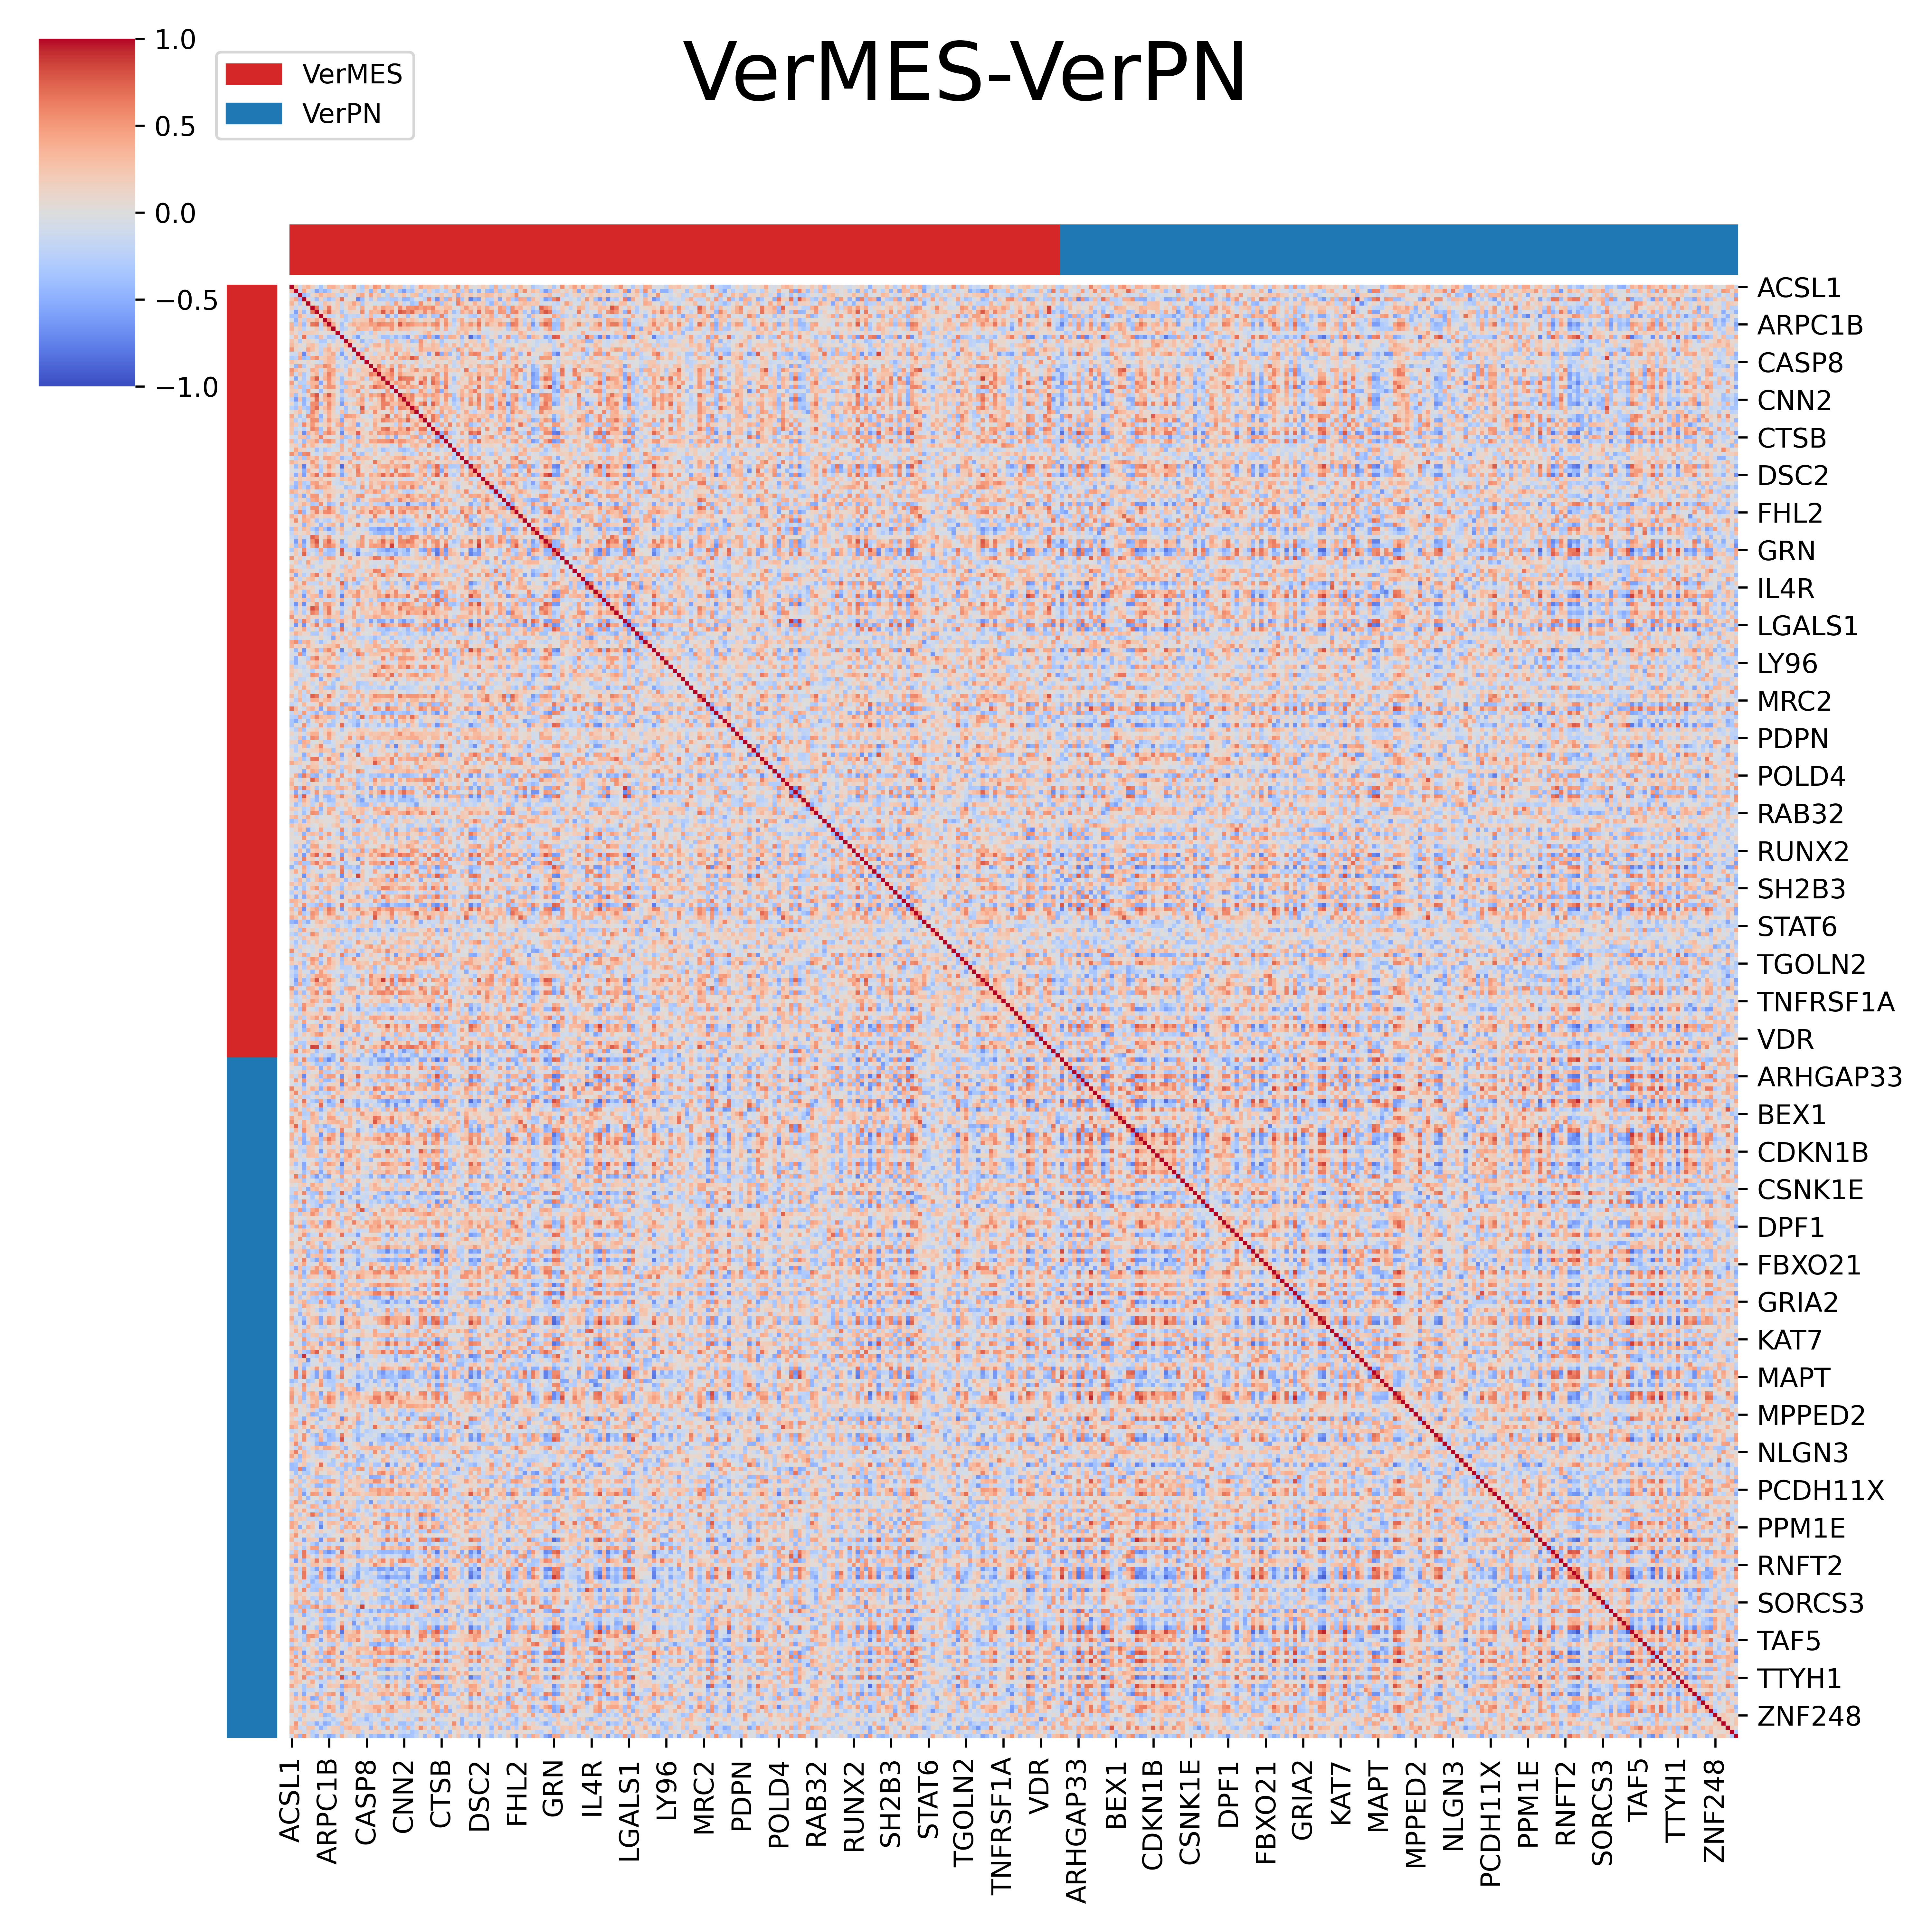 VerMES-VerPN
1.0
0.5
0.0
−0.5
−1.0
VerMES
VerPN
ACSL1
ARPC1B
CASP8
CNN2
CTSB
DSC2
FHL2
GRN
IL4R
LGALS1
LY96
MRC2
PDPN
POLD4
RAB32
RUNX2
SH2B3
STAT6
TGOLN2
TNFRSF1A
VDR
ARHGAP33
BEX1
CDKN1B
CSNK1E
DPF1
FBXO21
GRIA2
KAT7
MAPT
MPPED2
NLGN3
PCDH11X
PPM1E
RNFT2
SORCS3
TAF5
TTYH1
ZNF248
ACSL1
ARPC1B
CASP8
CNN2
CTSB
DSC2
FHL2
GRN
IL4R
LGALS1
LY96
MRC2
PDPN
POLD4
RAB32
RUNX2
SH2B3
STAT6
TGOLN2
TNFRSF1A
VDR
ARHGAP33
BEX1
CDKN1B
CSNK1E
DPF1
FBXO21
GRIA2
KAT7
MAPT
MPPED2
NLGN3
PCDH11X
PPM1E
RNFT2
SORCS3
TAF5
TTYH1
ZNF248